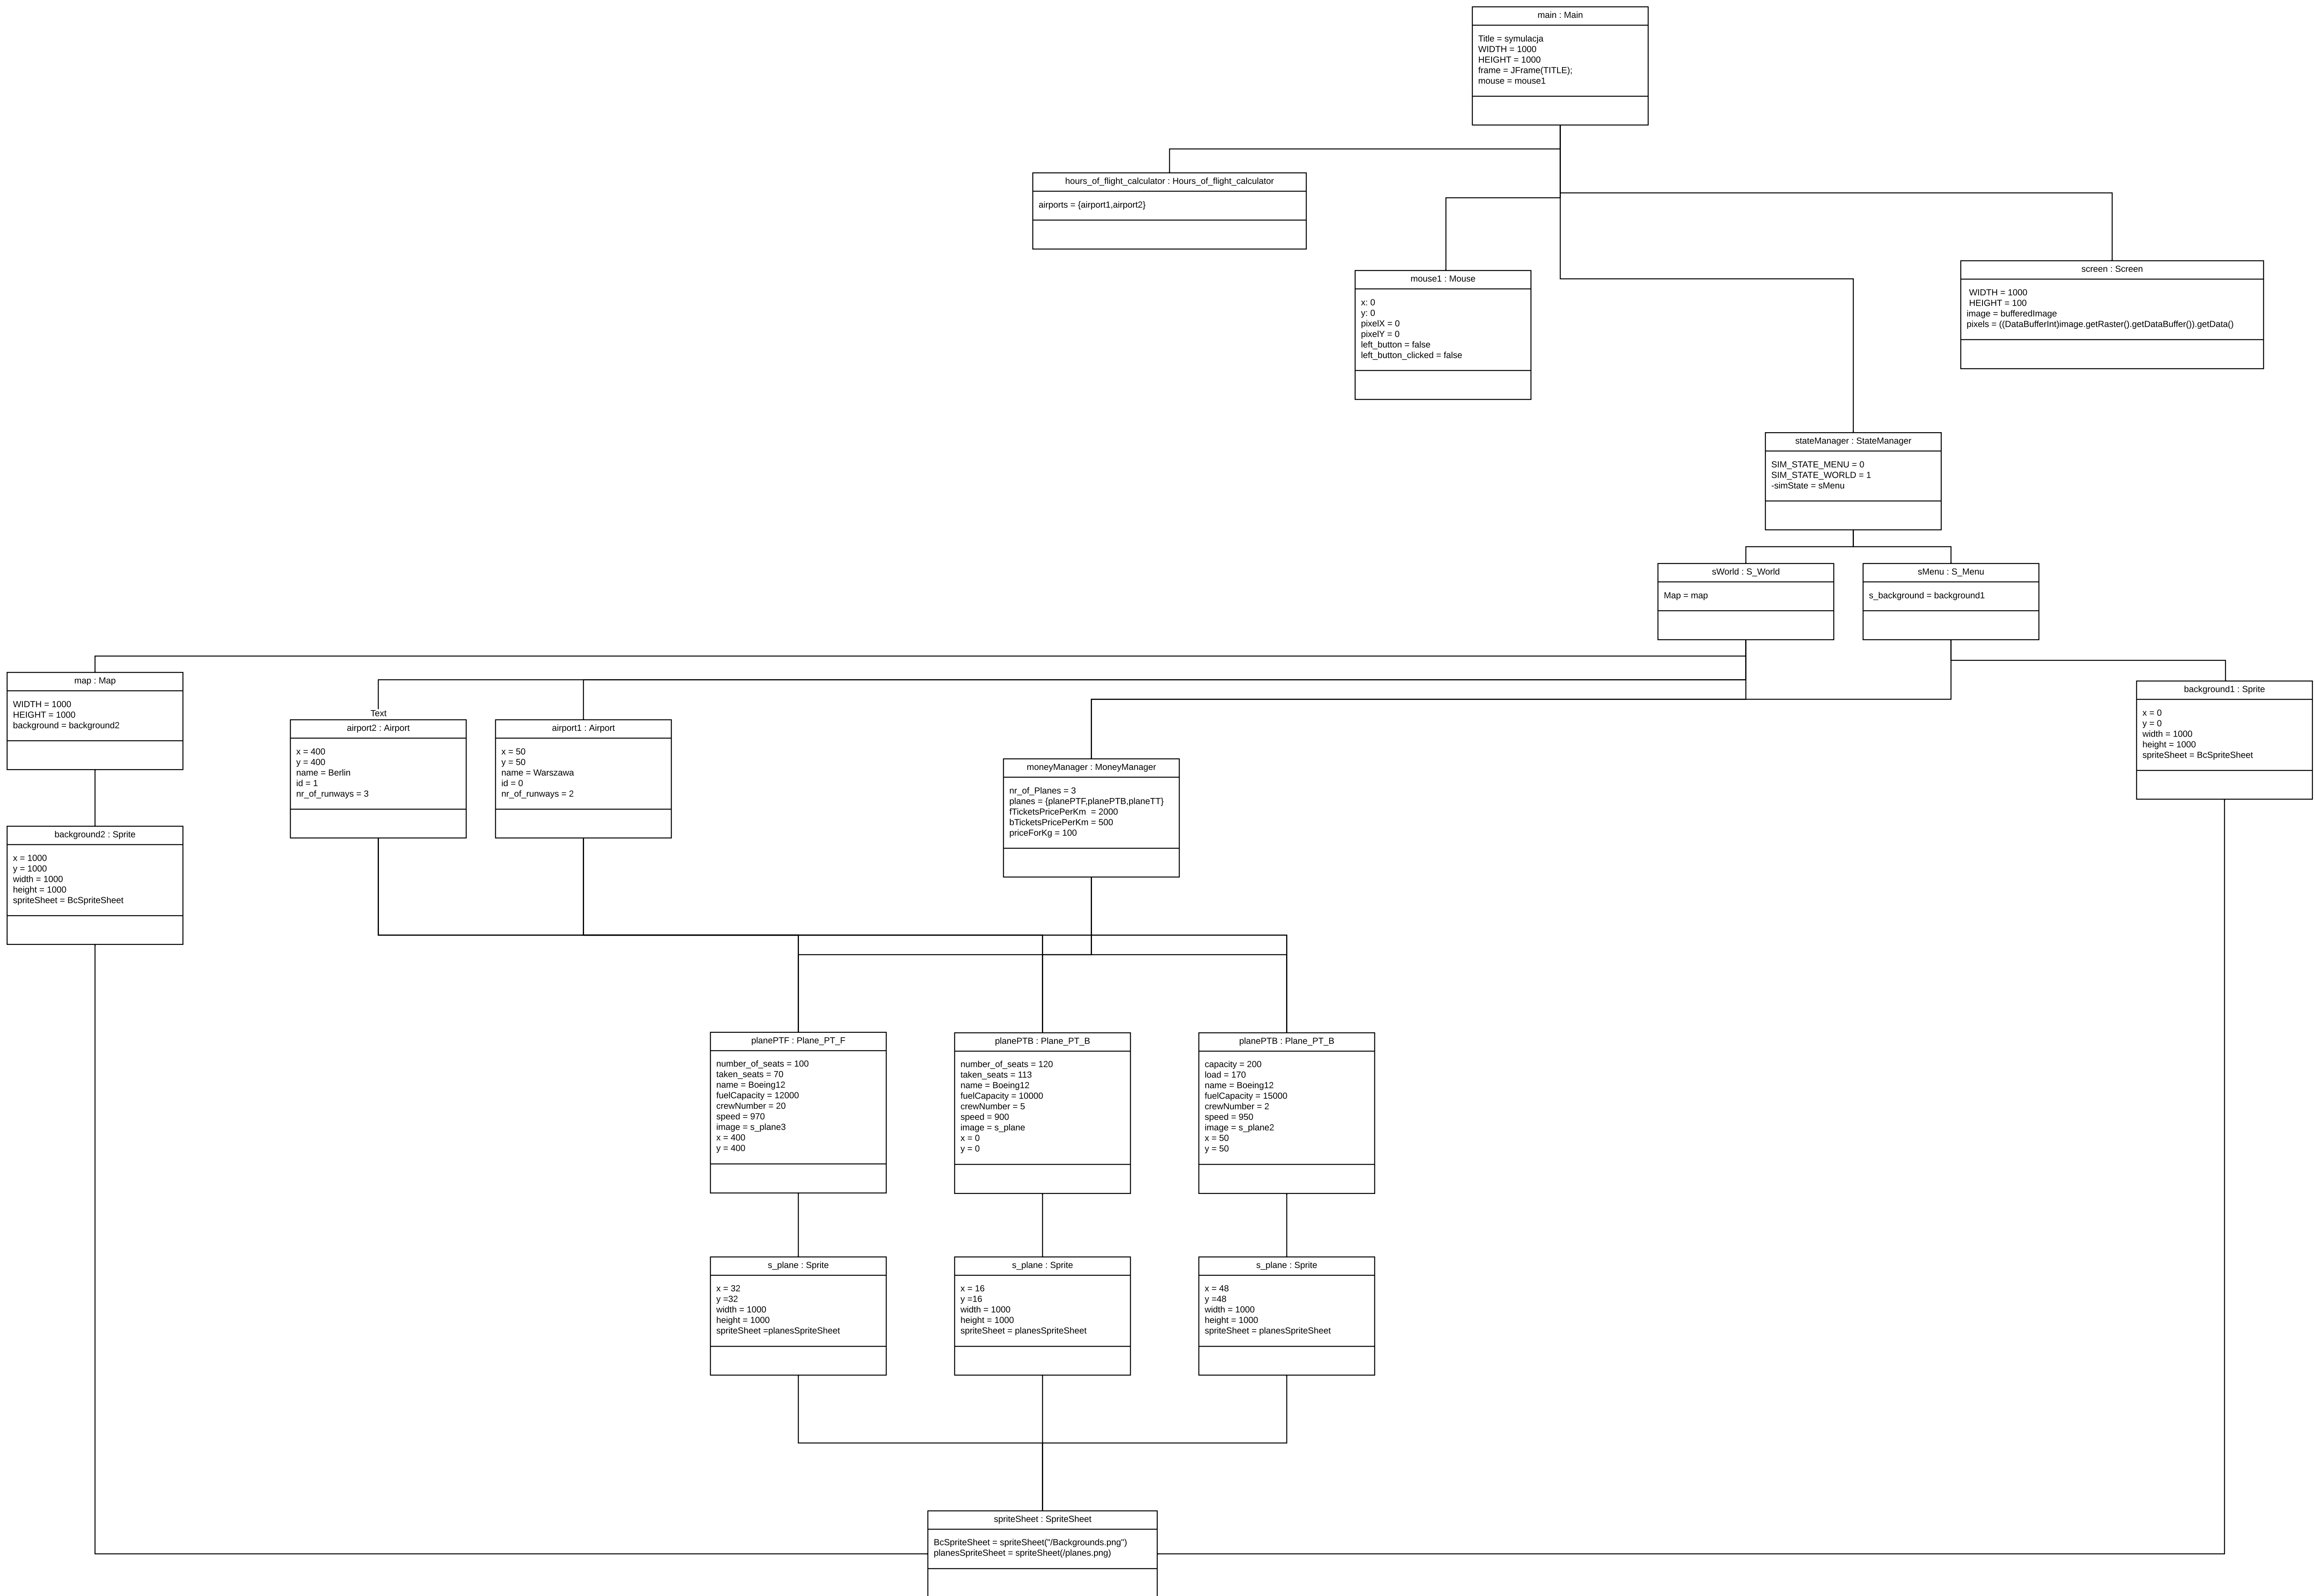 main : Main
Title = symulacja
WIDTH = 1000
HEIGHT = 1000
frame = JFrame(TITLE);
mouse = mouse1
hours_of_flight_calculator : Hours_of_flight_calculator
airports = {airport1,airport2}
mouse1 : Mouse
x: 0
y: 0
pixelX = 0
pixelY = 0
left_button = false
left_button_clicked = false
screen : Screen
WIDTH = 1000
HEIGHT = 100
image = bufferedImage
pixels = ((DataBufferInt)image.getRaster().getDataBuffer()).getData()
stateManager : StateManager
SIM_STATE_MENU = 0
SIM_STATE_WORLD = 1
-simState = sMenu
sWorld : S_World
Map = map
sMenu : S_Menu
s_background = background1
map : Map
WIDTH = 1000
HEIGHT = 1000
background = background2
Text
airport2 : Airport
x = 400
y = 400
name = Berlin
id = 1
nr_of_runways = 3
airport1 : Airport
x = 50
y = 50
name = Warszawa
id = 0
nr_of_runways = 2
moneyManager : MoneyManager
nr_of_Planes = 3
planes = {planePTF,planePTB,planeTT}
fTicketsPricePerKm  = 2000
bTicketsPricePerKm = 500
priceForKg = 100
background1 : Sprite
x = 0
y = 0
width = 1000
height = 1000
spriteSheet = BcSpriteSheet
background2 : Sprite
x = 1000
y = 1000
width = 1000
height = 1000
spriteSheet = BcSpriteSheet
planePTF : Plane_PT_F
number_of_seats = 100
taken_seats = 70
name = Boeing12
fuelCapacity = 12000
crewNumber = 20
speed = 970
image = s_plane3
x = 400
y = 400
planePTB : Plane_PT_B
number_of_seats = 120
taken_seats = 113
name = Boeing12
fuelCapacity = 10000
crewNumber = 5
speed = 900
image = s_plane
x = 0
y = 0
planePTB : Plane_PT_B
capacity = 200
load = 170
name = Boeing12
fuelCapacity = 15000
crewNumber = 2
speed = 950
image = s_plane2
x = 50
y = 50
s_plane : Sprite
x = 32
y =32
width = 1000
height = 1000
spriteSheet =planesSpriteSheet
s_plane : Sprite
x = 16
y =16
width = 1000
height = 1000
spriteSheet = planesSpriteSheet
s_plane : Sprite
x = 48
y =48
width = 1000
height = 1000
spriteSheet = planesSpriteSheet
spriteSheet : SpriteSheet
BcSpriteSheet = spriteSheet("/Backgrounds.png")
planesSpriteSheet = spriteSheet(/planes.png)